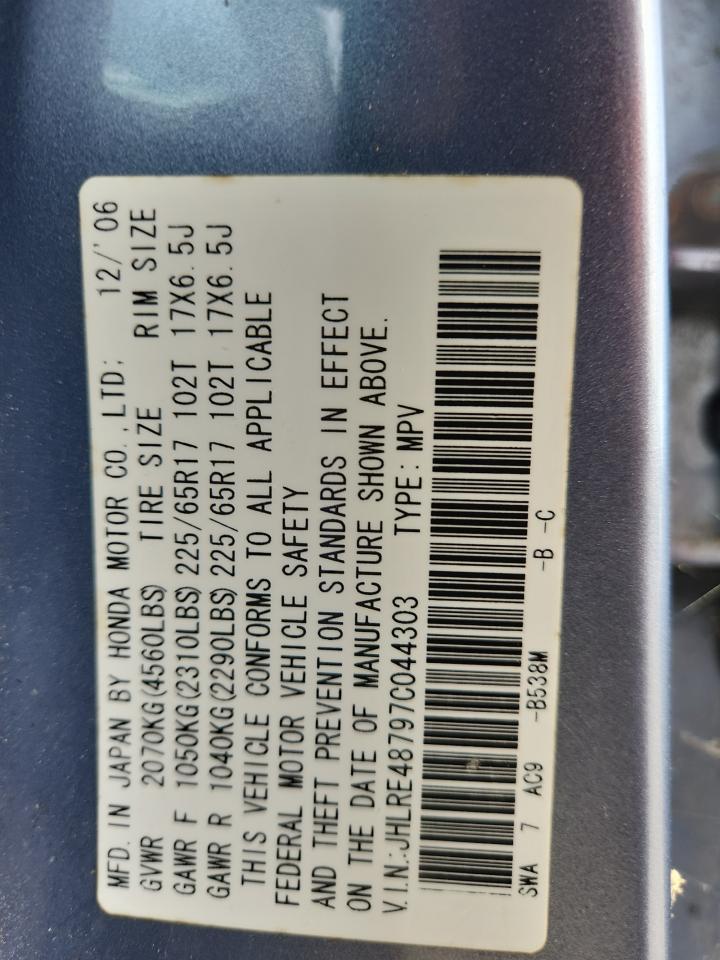 MFD. IN JAPAN BY HONDA MOTOR CO., LTD: 12/'06
GVWR 2070KG(4560LBS) TIRE SIZE RIM SIZE
GAWR F 1050KG(2310LBS) 225/65R17 102T 17X6.5J
GAWR R 1040KG(2290LBS) 225/65R17 102T 17X6.5J
THIS VEHICLE CONFORMS TO ALL APPLICABLE
FEDERAL MOTOR VEHICLE SAFETY
AND THEFT PREVENTION STANDARDS IN EFFECT
ON THE DATE OF MANUFACTURE SHOWN ABOVE.
V.I.N.:JHLRE48797C044303 TYPE:MPV
SWA 7 AC9 -B538M -B -C